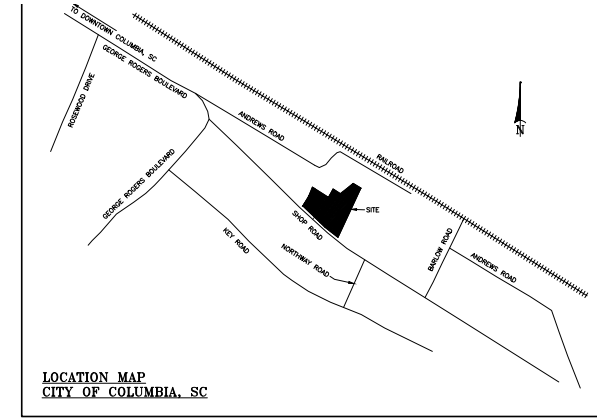 TO DOWNTOWN COLUMBIA, SC
GEORGE ROGERS BOULEVARD
ROSEWOOD DRIVE
ANDREWS ROAD
RAILROAD
N
GEORGE ROGERS BOULEVARD
SITE
SHOP ROAD
KEY ROAD
NORTHWAY ROAD
BARLOW ROAD
ANDREWS ROAD
LOCATION MAP
CITY OF COLUMBIA, SC